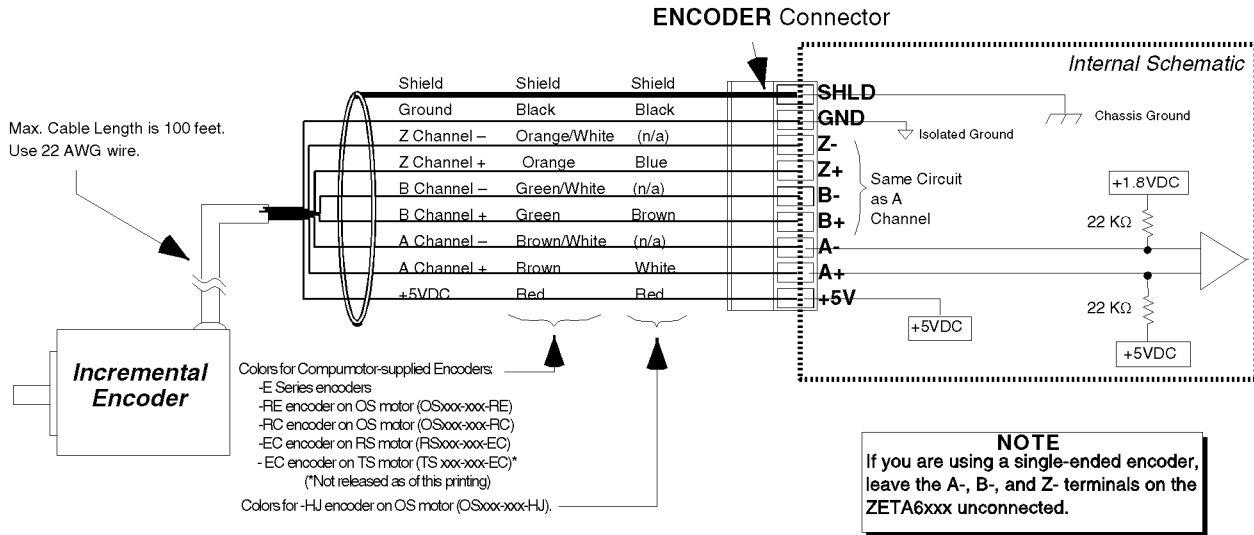 ENCODER Connector
Internal Schematic
Max. Cable Length is 100 feet.
Use 22 AWG wire.
Shield Shield Shield SHLD
Ground Black Black GND
Z Channel – Orange/White (n/a) Z-
Z Channel + Orange Blue Z+
B Channel – Green/White (n/a) B-
B Channel + Green Brown B+
A Channel – Brown/White (n/a) A-
A Channel + Brown White A+
+5VDC Red Red +5V
Chassis Ground
Isolated Ground
Same Circuit
as A
Channel
+1.8VDC
22 KΩ
22 KΩ
+5VDC
+5VDC
Incremental
Encoder
Colors for Compumotor-supplied Encoders:
-E Series encoders
-RE encoder on OS motor (OSxxx-xxx-RE)
-RC encoder on OS motor (OSxxx-xxx-RC)
-EC encoder on RS motor (RSxxx-xxx-EC)
- EC encoder on TS motor (TS xxx-xxx-EC)*
(*Not released as of this printing)
Colors for -HJ encoder on OS motor (OSxxx-xxx-HJ).
NOTE
If you are using a single-ended encoder,
leave the A-, B-, and Z- terminals on the
ZETA6xxx unconnected.